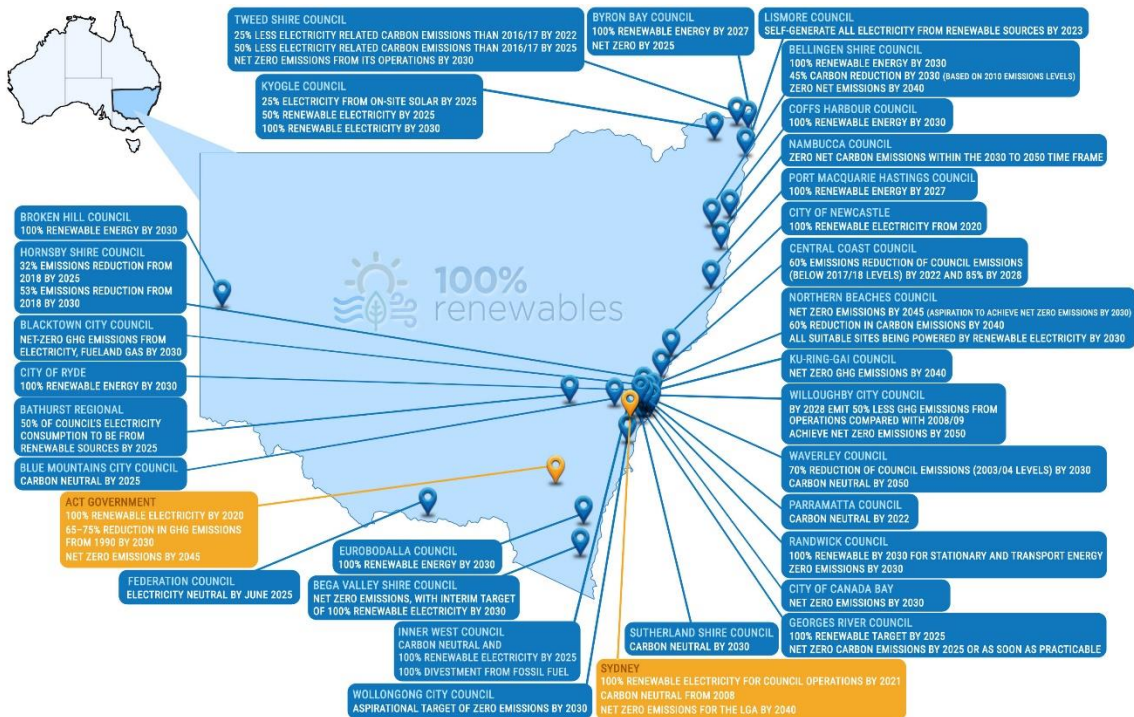 TWEED SHIRE COUNCIL
25% LESS ELECTRICITY RELATED CARBON EMISSIONS THAN 2016/17 BY 2022
50% LESS ELECTRICITY RELATED CARBON EMISSIONS THAN 2016/17 BY 2025
NET ZERO EMISSIONS FROM ITS OPERATIONS BY 2030
BYRON BAY COUNCIL
100% RENEWABLE ENERGY BY 2027
NET ZERO BY 2025
LISMORE COUNCIL
SELF-GENERATE ALL ELECTRICITY FROM RENEWABLE SOURCES BY 2023
BELLINGEN SHIRE COUNCIL
100% RENEWABLE ENERGY BY 2030
45% CARBON REDUCTION BY 2030 (BASED ON 2010 EMISSIONS LEVELS)
ZERO NET EMISSIONS BY 2040
KYOGLE COUNCIL
25% ELECTRICITY FROM ON-SITE SOLAR BY 2025
50% RENEWABLE ELECTRICITY BY 2025
100% RENEWABLE ELECTRICITY BY 2030
COFFS HARBOUR COUNCIL
100% RENEWABLE ENERGY BY 2030
NAMBUCCA COUNCIL
ZERO NET CARBON EMISSIONS WITHIN THE 2030 TO 2050 TIME FRAME
PORT MACQUARIE HASTINGS COUNCIL
100% RENEWABLE ENERGY BY 2027
CITY OF NEWCASTLE
100% RENEWABLE ELECTRICITY FROM 2020
CENTRAL COAST COUNCIL
60% EMISSIONS REDUCTION OF COUNCIL EMISSIONS
(BELOW 2017/18 LEVELS) BY 2022 AND 85% BY 2028
NORTHERN BEACHES COUNCIL
NET ZERO EMISSIONS BY 2045 (ASPIRATION TO ACHIEVE NET ZERO EMISSIONS BY 2030)
60% REDUCTION IN CARBON EMISSIONS BY 2040
ALL SUITABLE SITES BEING POWERED BY RENEWABLE ELECTRICITY BY 2030
KU-RING-GAI COUNCIL
NET ZERO GHG EMISSIONS BY 2040
WILLOUGHBY CITY COUNCIL
BY 2028 EMIT 50% LESS GHG EMISSIONS FROM
OPERATIONS COMPARED WITH 2008/09
ACHIEVE NET ZERO EMISSIONS BY 2050
WAVERLEY COUNCIL
70% REDUCTION OF COUNCIL EMISSIONS (2003/04 LEVELS) BY 2030
CARBON NEUTRAL BY 2050
PARRAMATTA COUNCIL
CARBON NEUTRAL BY 2022
RANDWICK COUNCIL
100% RENEWABLE BY 2030 FOR STATIONARY AND TRANSPORT ENERGY
ZERO EMISSIONS BY 2030
CITY OF CANADA BAY
NET ZERO EMISSIONS BY 2030
GEORGES RIVER COUNCIL
100% RENEWABLE TARGET BY 2025
NET ZERO CARBON EMISSIONS BY 2025 OR AS SOON AS PRACTICABLE
100%
renewables
BROKEN HILL COUNCIL
100% RENEWABLE ENERGY BY 2030
HORNSBY SHIRE COUNCIL
32% EMISSIONS REDUCTION FROM
2018 BY 2025
53% EMISSIONS REDUCTION FROM
2018 BY 2030
BLACKTOWN CITY COUNCIL
NET-ZERO GHG EMISSIONS FROM
ELECTRICITY, FUELAND GAS BY 2030
CITY OF RYDE
100% RENEWABLE ENERGY BY 2030
BATHURST REGIONAL
50% OF COUNCIL'S ELECTRICITY
CONSUMPTION TO BE FROM
RENEWABLE SOURCES BY 2025
BLUE MOUNTAINS CITY COUNCIL
CARBON NEUTRAL BY 2025
ACT GOVERNMENT
100% RENEWABLE ELECTRICITY BY 2020
65–75% REDUCTION IN GHG EMISSIONS
FROM 1990 BY 2030
NET ZERO EMISSIONS BY 2045
FEDERATION COUNCIL
ELECTRICITY NEUTRAL BY JUNE 2025
EUROBODALLA COUNCIL
100% RENEWABLE ENERGY BY 2030
BEGA VALLEY SHIRE COUNCIL
NET ZERO EMISSIONS, WITH INTERIM TARGET
OF 100% RENEWABLE ELECTRICITY BY 2030
INNER WEST COUNCIL
CARBON NEUTRAL AND
100% RENEWABLE ELECTRICITY BY 2025
100% DIVESTMENT FROM FOSSIL FUEL
WOLLONGONG CITY COUNCIL
ASPIRATIONAL TARGET OF ZERO EMISSIONS BY 2030
SUTHERLAND SHIRE COUNCIL
CARBON NEUTRAL BY 2030
SYDNEY
100% RENEWABLE ELECTRICITY FOR COUNCIL OPERATIONS BY 2021
CARBON NEUTRAL FROM 2008
NET ZERO EMISSIONS FOR THE LGA BY 2040